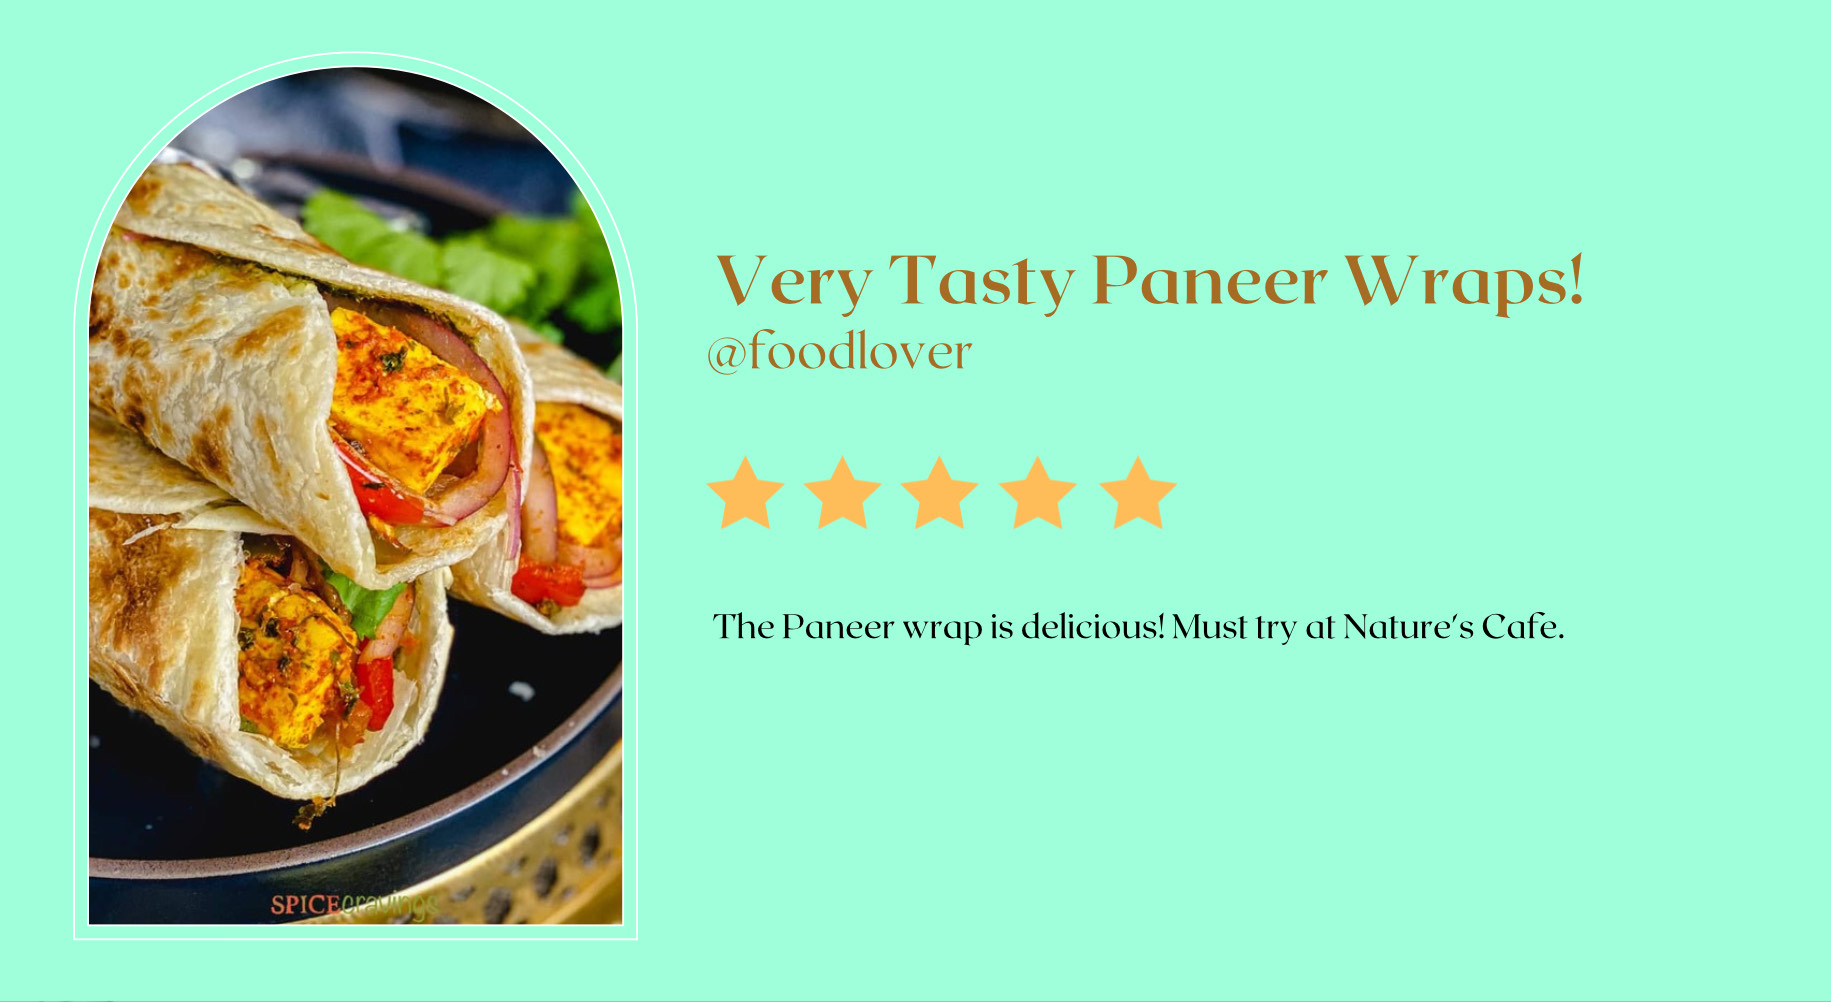 Very Tasty Paneer Wraps!
@foodlover
The Paneer wrap is delicious! Must try at Nature's Cafe.
SPICEcravings